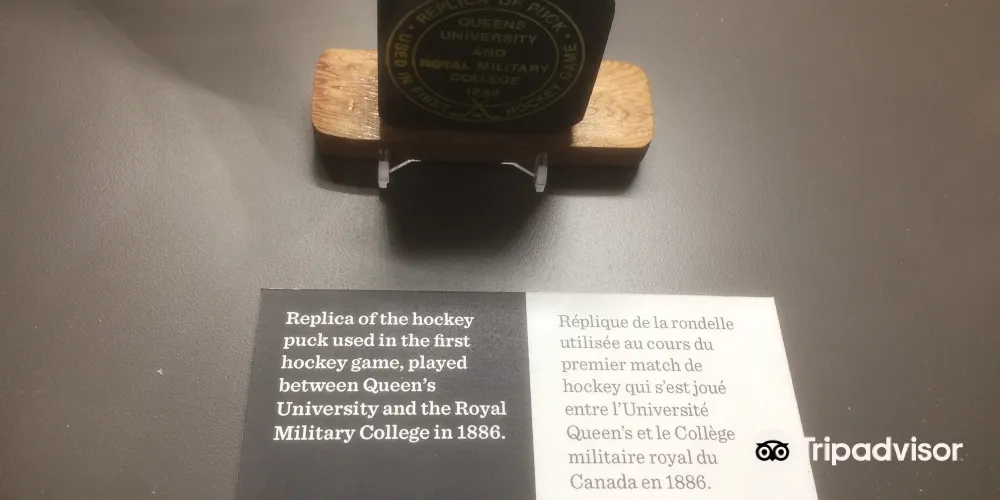 REPLICA OF PUCK
USED IN FIRST HOCKEY GAME
QUEENS
UNIVERSITY
AND
ROYAL MILITARY
COLLEGE
1886
Replica of the hockey
puck used in the first
hockey game, played
between Queen's
University and the Royal
Military College in 1886.
Réplique de la rondelle
utilisée au cours du
premier match de
hockey qui s'est joué
entre l'Université
Queen's et le Collège
militaire royal du
Canada en 1886.
Tripadvisor